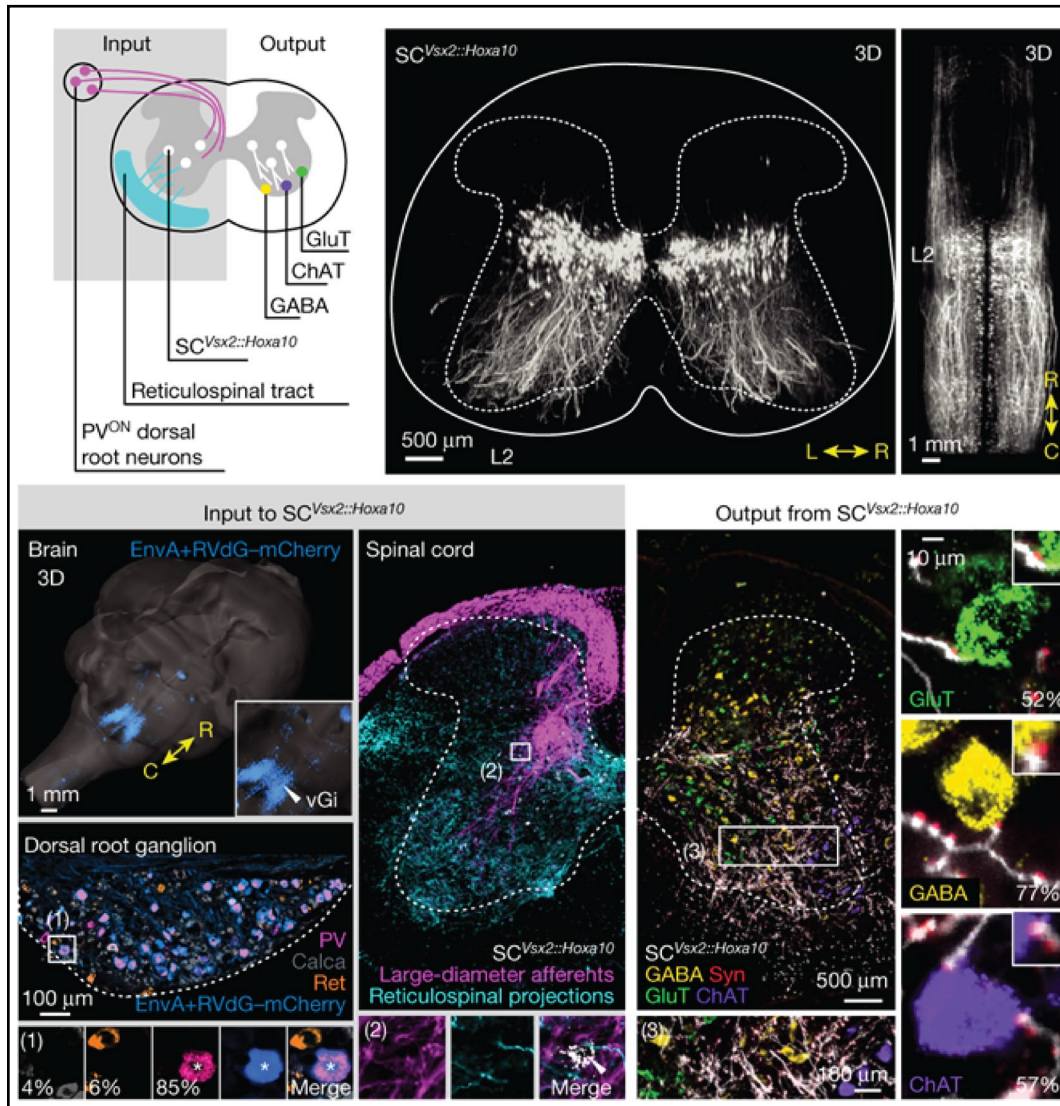 Input
Output
GluT
ChAT
GABA
SCVsx2::Hoxa10
Reticulospinal tract
PVON dorsal
root neurons
SCVsx2::Hoxa10
3D
500 μm
L2
L
R
3D
L2
R
C
1 mm
Input to SCVsx2::Hoxa10
Output from SCVsx2::Hoxa10
Brain
EnvA+RVdG–mCherry
3D
R
C
1 mm
vGi
Dorsal root ganglion
(1)
PV
Calca
Ret
100 μm
EnvA+RVdG–mCherry
(1)
4%
6%
85%
*
*
*
Merge
Spinal cord
(2)
SCVsx2::Hoxa10
Large-diameter afferehts
Reticulospinal projections
(2)
Merge
(3)
SCVsx2::Hoxa10
GABA Syn
GluT ChAT
500 μm
(3)
180 μm
10 μm
GluT
52%
GABA
77%
ChAT
57%